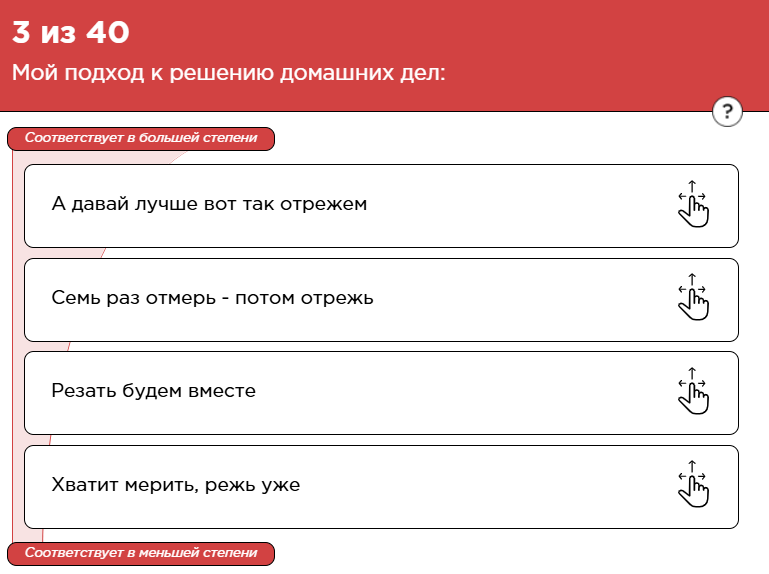 3 из 40
Мой подход к решению домашних дел:
?
Соответствует в большей степени
А давай лучше вот так отрежем
Семь раз отмерь - потом отрежь
Резать будем вместе
Хватит мерить, режь уже
Соответствует в меньшей степени